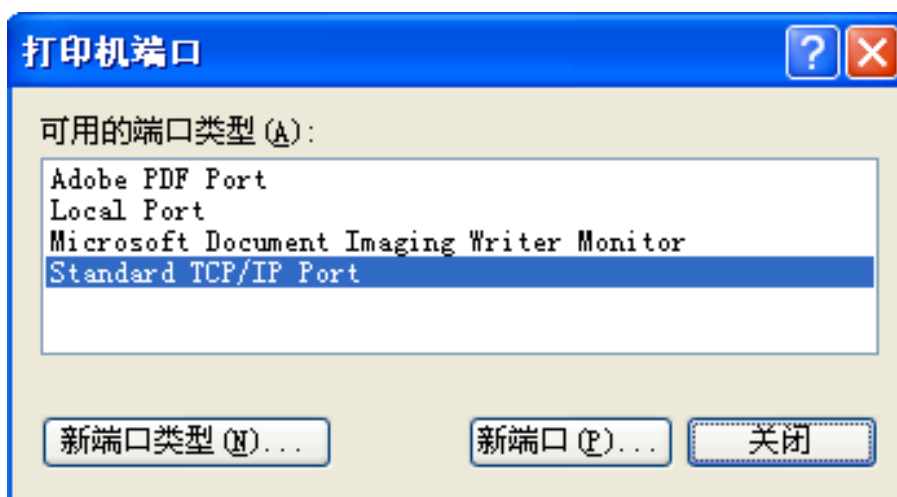 打印机端口
可用的端口类型(A):
Adobe PDF Port
Local Port
Microsoft Document Imaging Writer Monitor
Standard TCP/IP Port
新端口类型(N)... 新端口(P)... 关闭